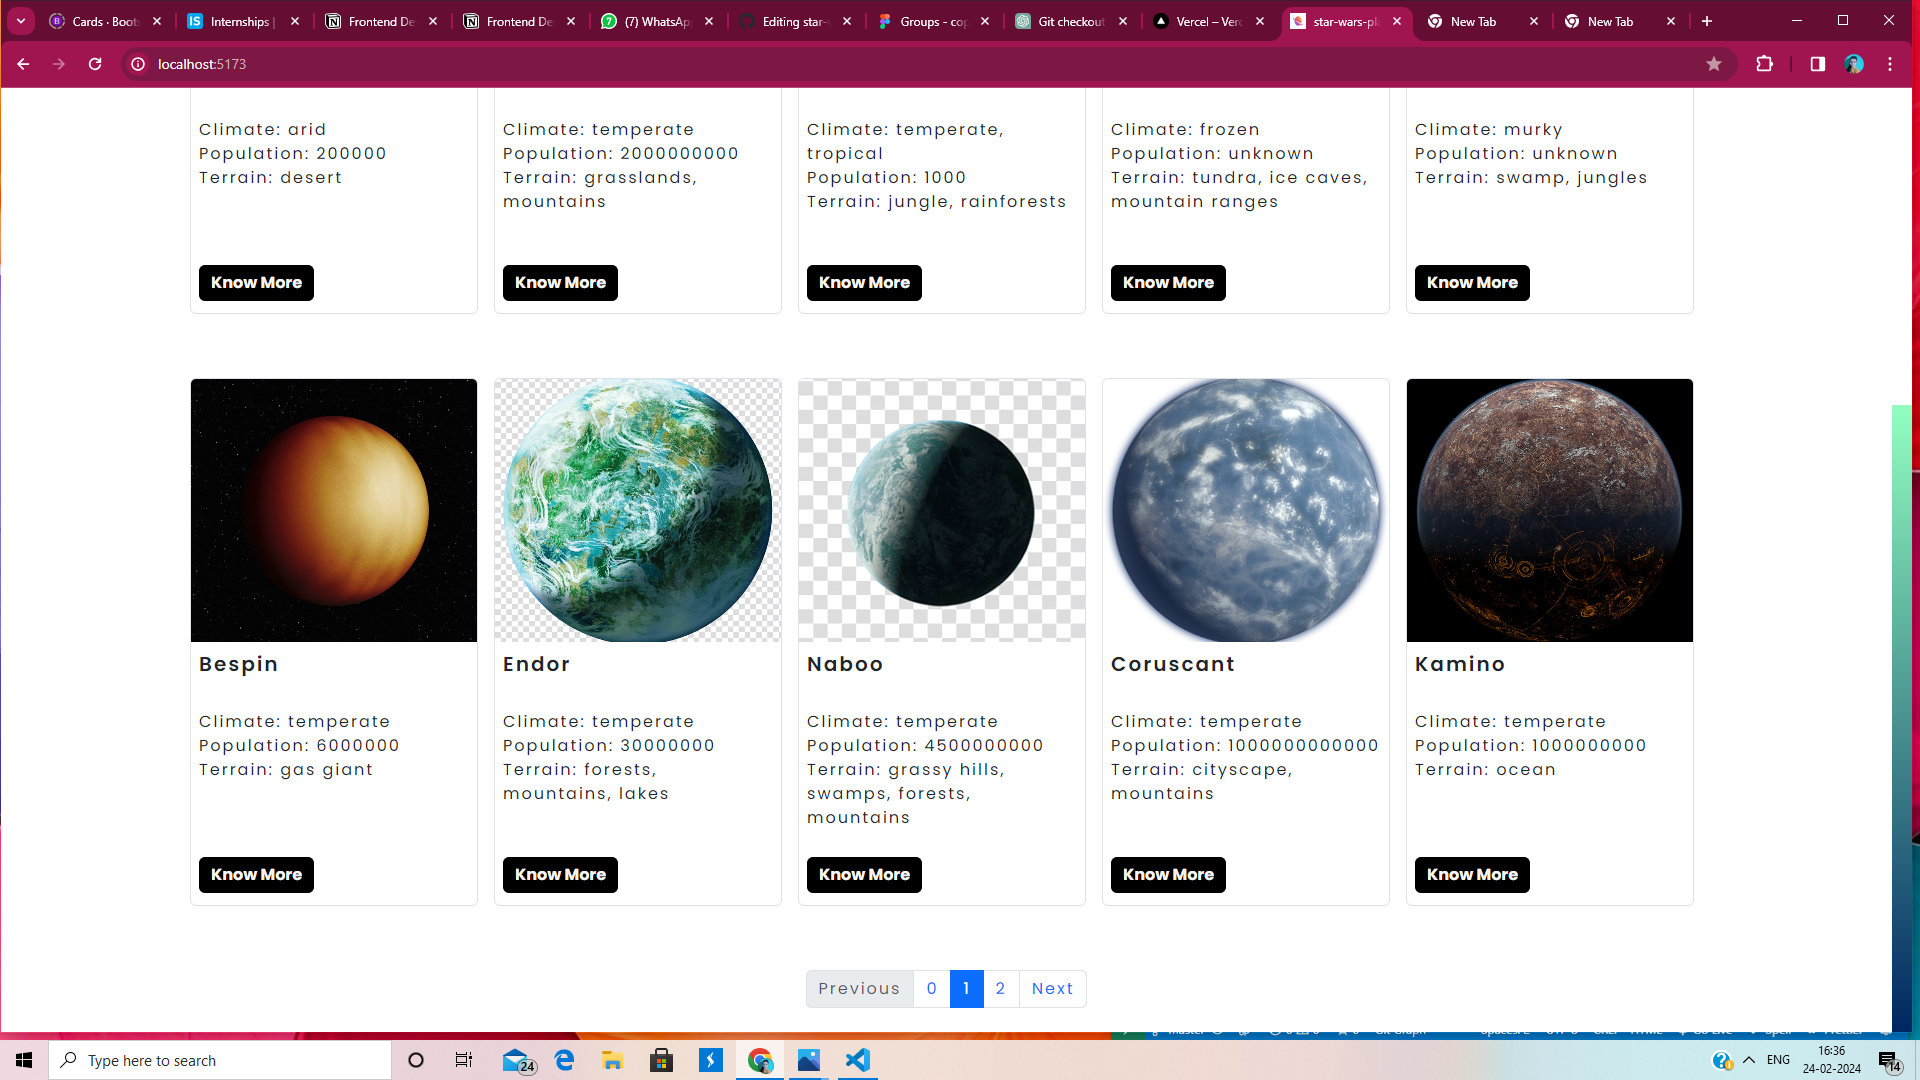 Cards · Boots
Internships |
Frontend De
Frontend De
(7) WhatsAp
Editing star-w
Groups - cop
Git checkout
Vercel – Verc
star-wars-pla
New Tab
New Tab
localhost:5173
Climate: arid
Population: 200000
Terrain: desert
Know More
Climate: temperate
Population: 2000000000
Terrain: grasslands,
mountains
Know More
Climate: temperate,
tropical
Population: 1000
Terrain: jungle, rainforests
Know More
Climate: frozen
Population: unknown
Terrain: tundra, ice caves,
mountain ranges
Know More
Climate: murky
Population: unknown
Terrain: swamp, jungles
Know More
Bespin
Climate: temperate
Population: 6000000
Terrain: gas giant
Know More
Endor
Climate: temperate
Population: 30000000
Terrain: forests,
mountains, lakes
Know More
Naboo
Climate: temperate
Population: 4500000000
Terrain: grassy hills,
swamps, forests,
mountains
Know More
Coruscant
Climate: temperate
Population: 1000000000000
Terrain: cityscape,
mountains
Know More
Kamino
Climate: temperate
Population: 1000000000
Terrain: ocean
Know More
Previous 0 1 2 Next
Type here to search
24
ENG
16:36
24-02-2024
14